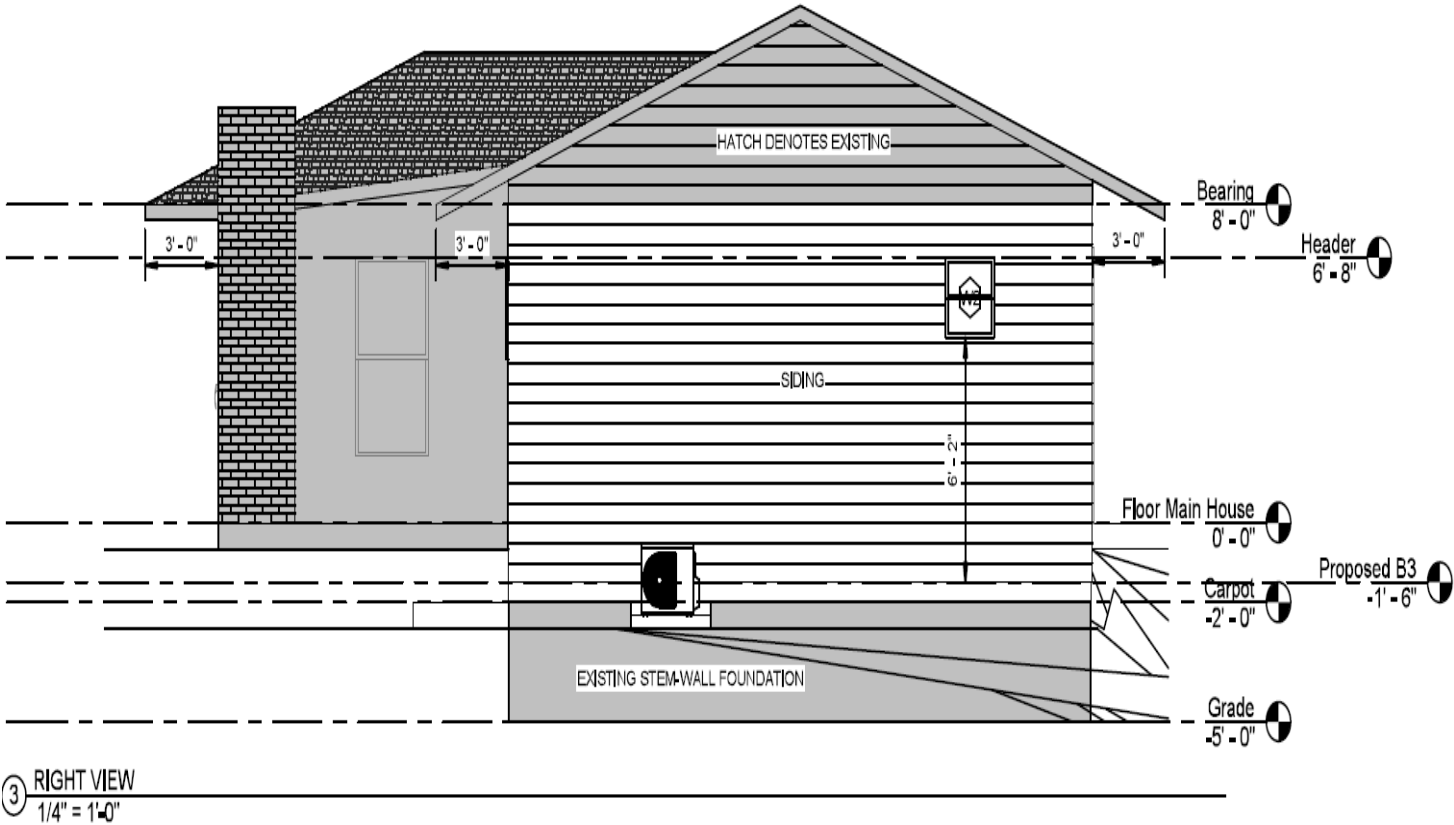 HATCH DENOTES EXISTING
Bearing
8' - 0"
3' - 0"
3' - 0"
3' - 0"
Header
6' - 8"
W2
SIDING
6' - 2"
Floor Main House
0' - 0"
Proposed B3
-1' - 6"
Carpot
-2' - 0"
EXISTING STEM-WALL FOUNDATION
Grade
-5' - 0"
3
RIGHT VIEW
1/4" = 1'-0"